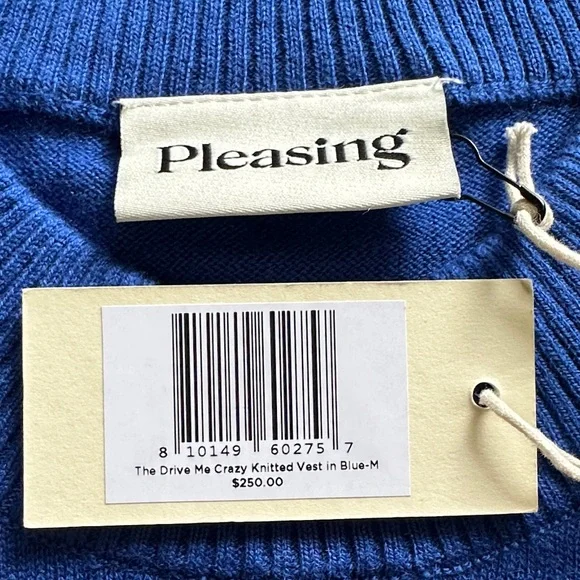 Pleasing
8 10149 60275 7
The Drive Me Crazy Knitted Vest in Blue-M
$250.00